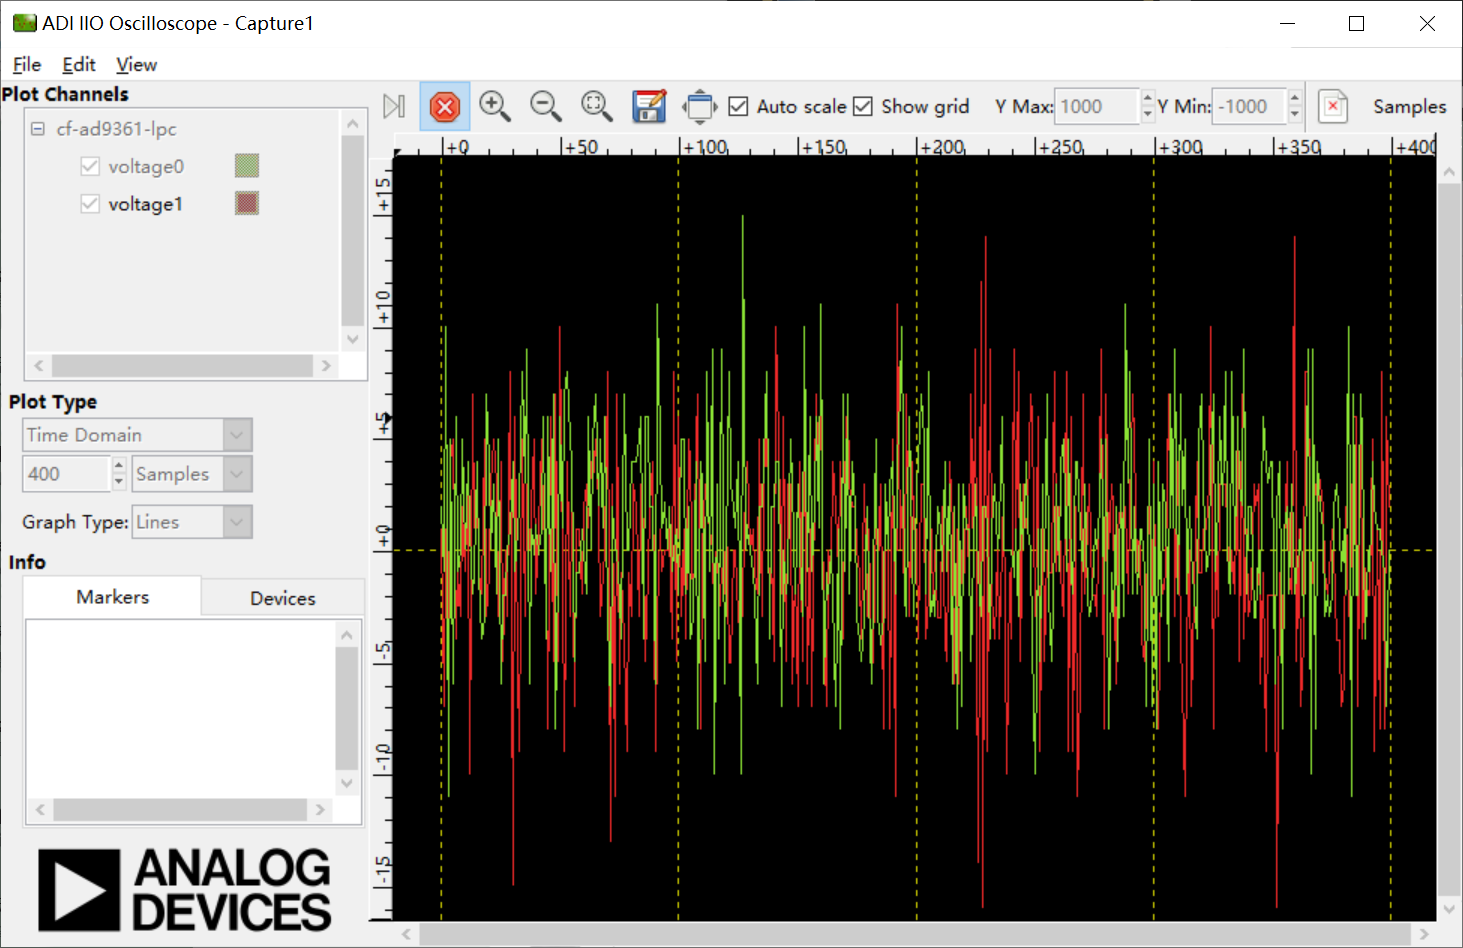 ADI IIO Oscilloscope - Capture1
File Edit View
Plot Channels
cf-ad9361-lpc
voltage0
voltage1
Auto scale Show grid Y Max: 1000 Y Min: -1000 Samples
+0 +50 +100 +150 +200 +250 +300 +350 +400
+15
+10
+5
+0
-5
-10
-15
Plot Type
Time Domain
400 Samples
Graph Type: Lines
Info
Markers Devices
ANALOG
DEVICES